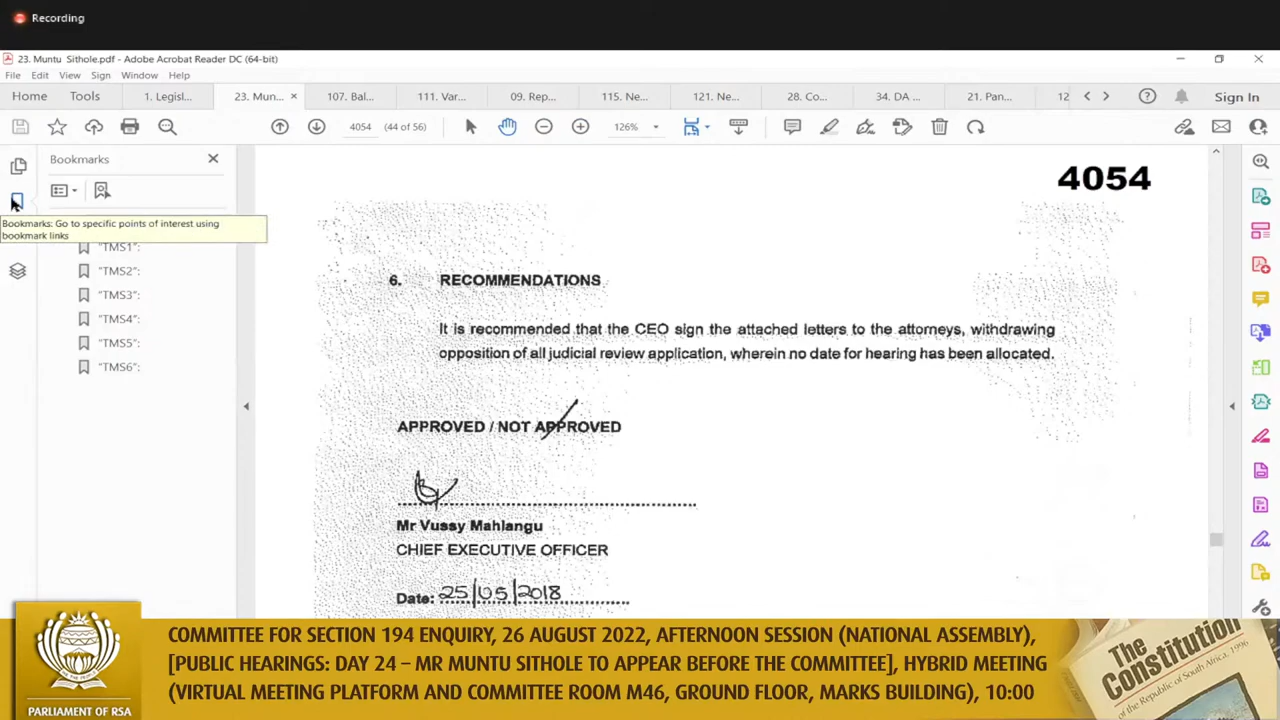 Recording
23. Muntu Sithole.pdf - Adobe Acrobat Reader DC (64-bit)
File Edit View Sign Window Help
Home Tools 1. Legisl... 23. Mun... × 107. Bal... 111. Var... 09. Rep... 115. Ne... 121. Ne... 28. Co... 34. DA ... 21. Pan... 12 Sign In
4054 (44 of 56) 126%
Bookmarks
Bookmarks: Go to specific points of interest using
bookmark links
"TMS1":
"TMS2":
"TMS3":
"TMS4":
"TMS5":
"TMS6":
4054
6. RECOMMENDATIONS
It is recommended that the CEO sign the attached letters to the attorneys, withdrawing
opposition of all judicial review application, wherein no date for hearing has been allocated.
APPROVED / NOT APPROVED
Mr Vussy Mahlangu
CHIEF EXECUTIVE OFFICER
Date: 25/05/2018
COMMITTEE FOR SECTION 194 ENQUIRY, 26 AUGUST 2022, AFTERNOON SESSION (NATIONAL ASSEMBLY),
[PUBLIC HEARINGS: DAY 24 – MR MUNTU SITHOLE TO APPEAR BEFORE THE COMMITTEE], HYBRID MEETING
(VIRTUAL MEETING PLATFORM AND COMMITTEE ROOM M46, GROUND FLOOR, MARKS BUILDING), 10:00
PARLIAMENT OF RSA
The
Constitution
of the Republic of South Africa, 1996